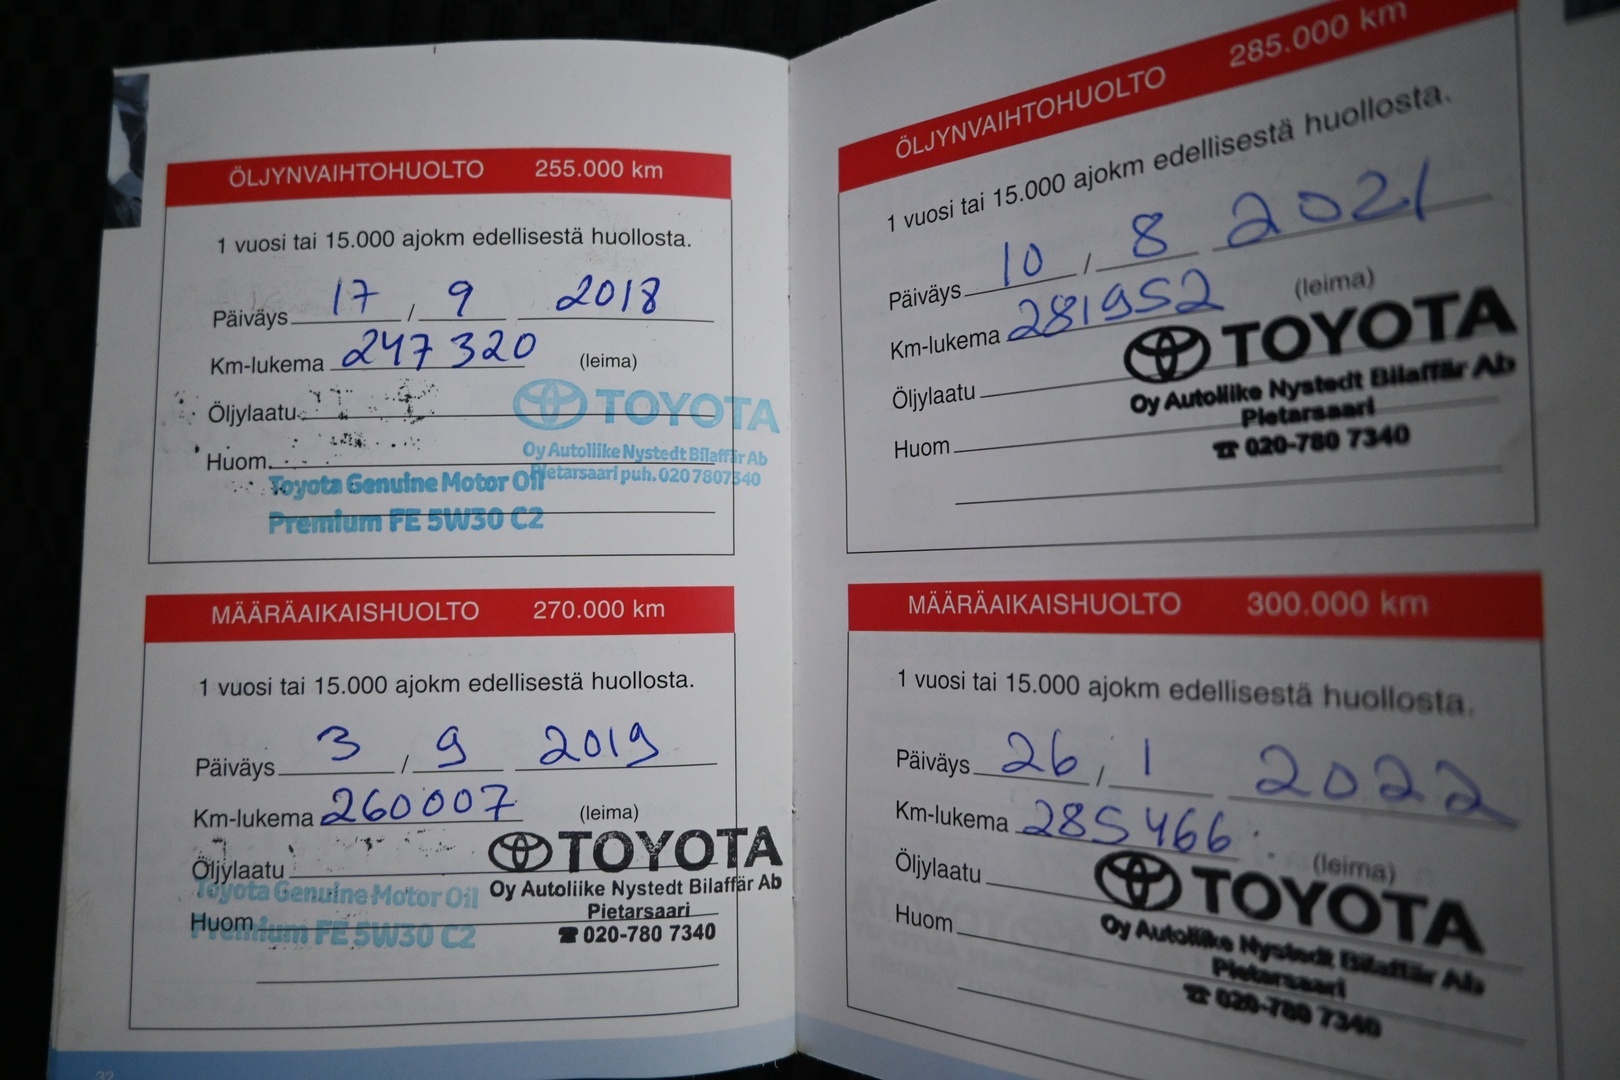 ÖLJYNVAIHTOHUOLTO 255.000 km
1 vuosi tai 15.000 ajokm edellisestä huollosta.
Päiväys 17 / 9 2018
Km-lukema 247 320 (leima)
Öljylaatu
TOYOTA
Oy Autoliike Nystedt Bilaffär Ab
Huom.
Pietarsaari puh. 020 7807340
Toyota Genuine Motor Oil
Premium FE 5W30 C2
MÄÄRÄAIKAISHUOLTO 270.000 km
1 vuosi tai 15.000 ajokm edellisestä huollosta.
Päiväys 3 / 9 2019
Km-lukema 260007 (leima)
TOYOTA
Öljylaatu
Toyota Genuine Motor Oil
Oy Autoliike Nystedt Bilaffär Ab
Pietarsaari
Huom
Premium FE 5W30 C2
☎ 020-780 7340
32
ÖLJYNVAIHTOHUOLTO 285.000 km
1 vuosi tai 15.000 ajokm edellisestä huollosta.
Päiväys 10 / 8 2021
Km-lukema 281952 (leima)
TOYOTA
Öljylaatu
Oy Autoliike Nystedt Bilaffär Ab
Pietarsaari
Huom
☎ 020-780 7340
MÄÄRÄAIKAISHUOLTO 300.000 km
1 vuosi tai 15.000 ajokm edellisestä huollosta.
Päiväys 26 / 1 2022
Km-lukema 285466 (leima)
Öljylaatu
TOYOTA
Huom
Oy Autoliike Nystedt Bilaffär Ab
Pietarsaari
☎ 020-780 7340